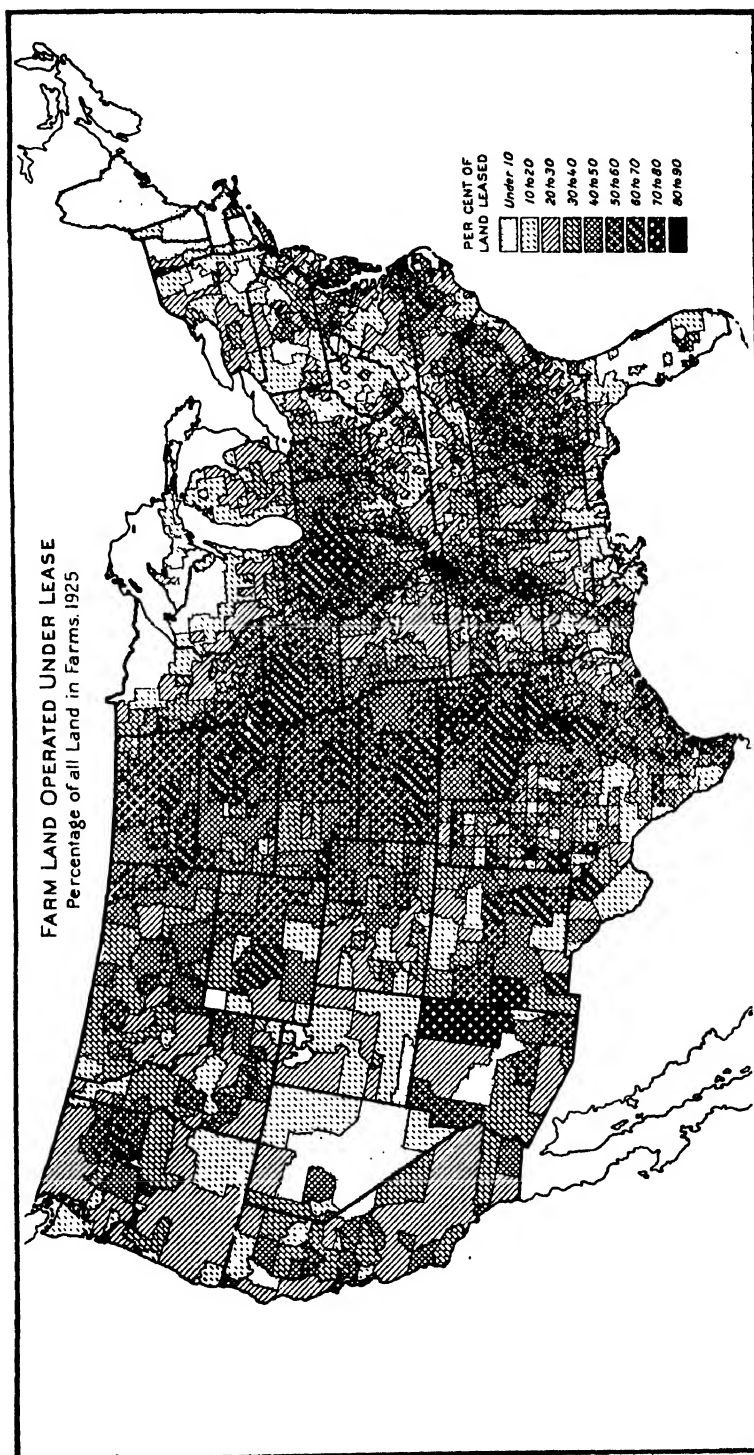 FARM LAND OPERATED UNDER LEASE
Percentage of all Land in Farms, 1925
PER CENT OF
LAND LEASED
Under 10
10 to 20
20 to 30
30 to 40
40 to 50
50 to 60
60 to 70
70 to 80
80 to 90